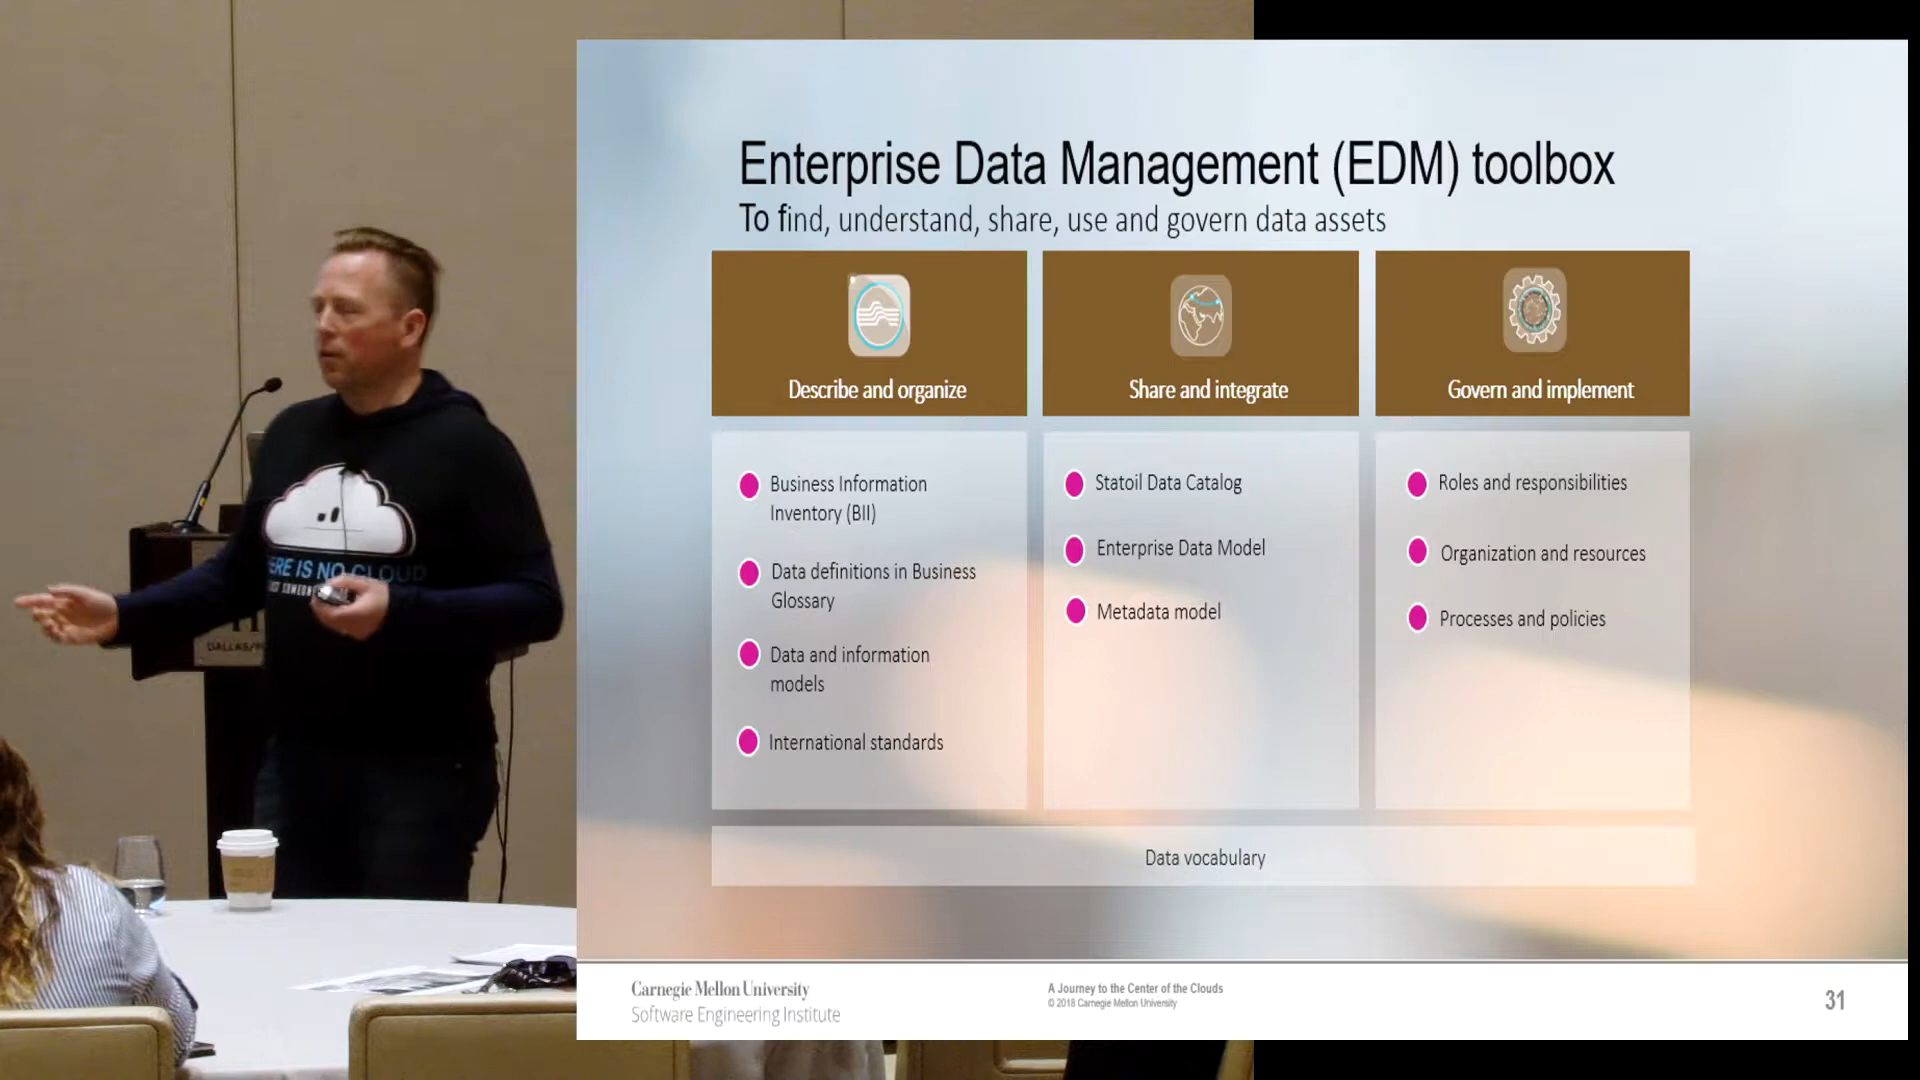 Enterprise Data Management (EDM) toolbox
To find, understand, share, use and govern data assets
Describe and organize
Business Information
Inventory (BII)
Data definitions in Business
Glossary
Data and information
models
International standards
Share and integrate
Statoil Data Catalog
Enterprise Data Model
Metadata model
Govern and implement
Roles and responsibilities
Organization and resources
Processes and policies
Data vocabulary
Carnegie Mellon University
Software Engineering Institute
A Journey to the Center of the Clouds
© 2018 Carnegie Mellon University
31
IS NO CLOUD